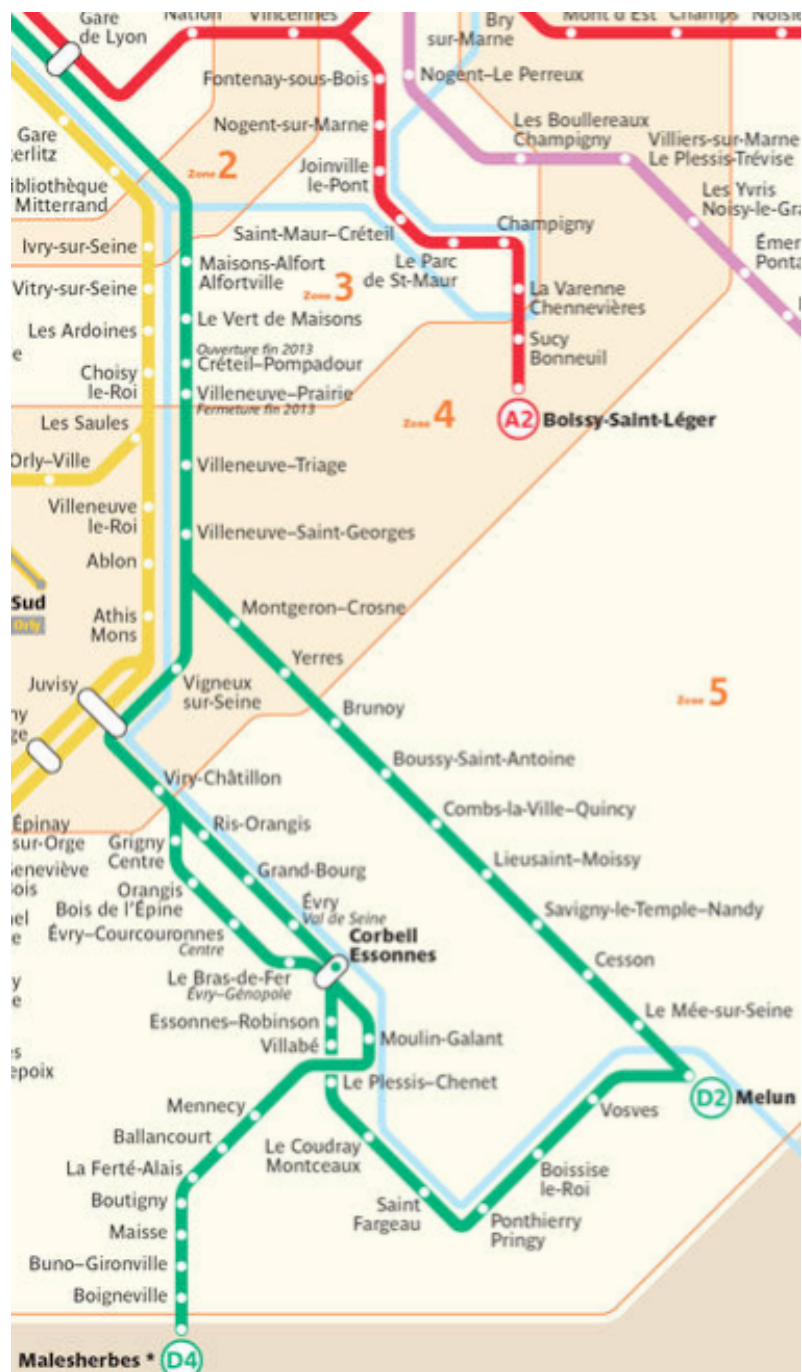 Gare
de Lyon
Nation
Vincennes
Bry
sur-Marne
Mont d'Est
Champs
Fontenay-sous-Bois
Nogent–Le Perreux
Nogent-sur-Marne
Les Boullereaux
Champigny
Villiers-sur-Marne
Le Plessis-Trévise
Gare
Zone 2
Joinville
le-Pont
Les Yvris
Mitterrand
Ivry-sur-Seine
Saint-Maur–Créteil
Champigny
Maisons-Alfort
Alfortville
Le Parc
de St-Maur
Vitry-sur-Seine
Zone 3
La Varenne
Chennevières
Les Ardoines
Le Vert de Maisons
Sucy
Bonneuil
Ouverture fin 2013
Créteil–Pompadour
Choisy
le-Roi
Villeneuve–Prairie
Fermeture fin 2013
Zone 4
A2 Boissy-Saint-Léger
Les Saules
Orly–Ville
Villeneuve–Triage
Villeneuve
le-Roi
Villeneuve–Saint-Georges
Ablon
Sud
Orly
Athis
Mons
Montgeron–Crosne
Yerres
Juvisy
Vigneux
sur-Seine
Zone 5
Brunoy
Boussy-Saint-Antoine
Viry-Châtillon
Combs-la-Ville–Quincy
Épinay
sur-Orge
Grigny
Centre
Ris-Orangis
Lieusaint–Moissy
Grand-Bourg
Orangis
Bois de l'Épine
Évry
Val de Seine
Savigny-le-Temple–Nandy
Évry–Courcouronnes
Centre
Corbeil
Essonnes
Cesson
Le Bras-de-Fer
Évry–Génopole
Le Mée-sur-Seine
Essonnes–Robinson
Villabé
Moulin-Galant
Le Plessis–Chenet
D2 Melun
Vosves
Mennecy
Ballancourt
Le Coudray
Montceaux
La Ferté-Alais
Boissise
le-Roi
Boutigny
Saint
Fargeau
Ponthierry
Pringy
Maisse
Buno–Gironville
Boigneville
Malesherbes * D4